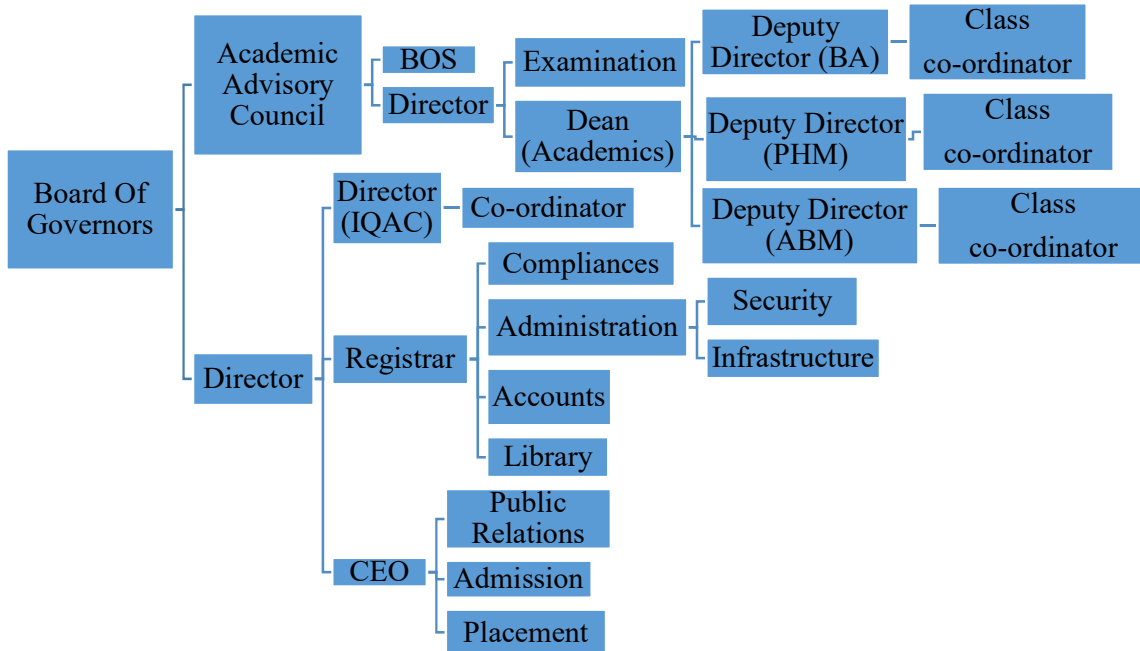 Board Of
Governors
Academic
Advisory
Council
BOS
Director
Examination
Dean
(Academics)
Deputy
Director (BA)
Class
co-ordinator
Deputy Director
(PHM)
Class
co-ordinator
Deputy Director
(ABM)
Class
co-ordinator
Director
Director
(IQAC)
Co-ordinator
Registrar
Compliances
Administration
Security
Infrastructure
Accounts
Library
CEO
Public
Relations
Admission
Placement